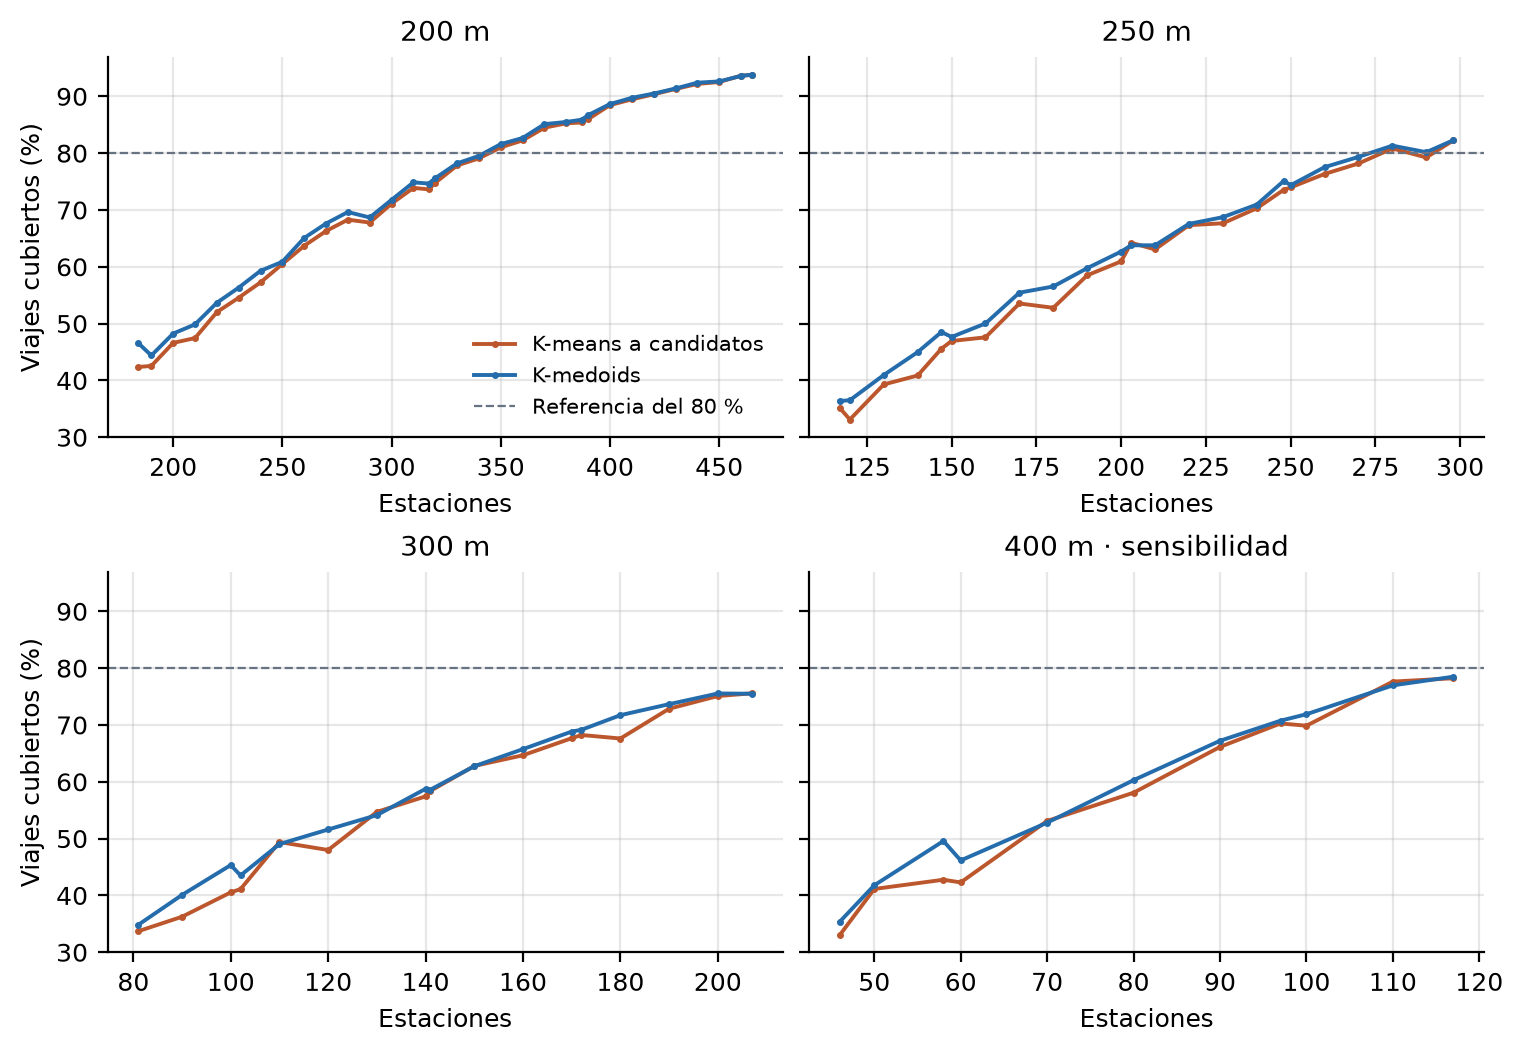 200 m
250 m
Viajes cubiertos (%)
90
80
70
60
50
40
30
K-means a candidatos
K-medoids
Referencia del 80 %
200 250 300 350 400 450
125 150 175 200 225 250 275 300
Estaciones
Estaciones
300 m
400 m · sensibilidad
Viajes cubiertos (%)
90
80
70
60
50
40
30
80 100 120 140 160 180 200
50 60 70 80 90 100 110 120
Estaciones
Estaciones